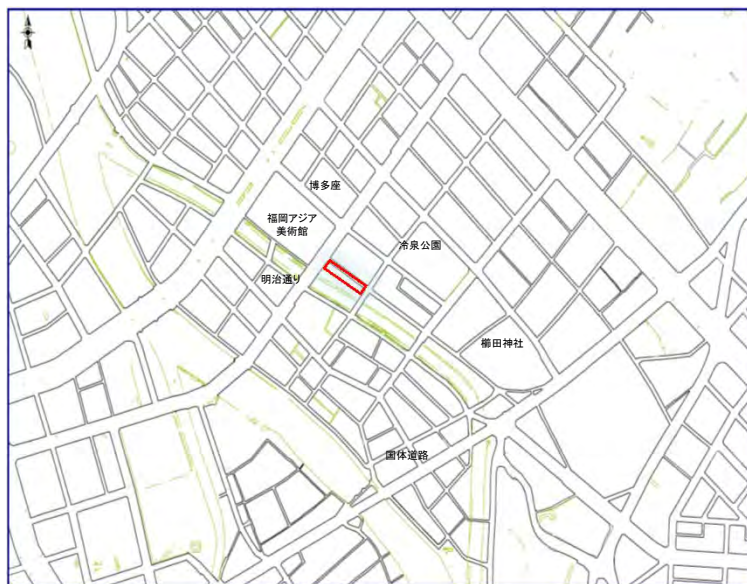 博多座
福岡アジア
美術館
冷泉公園
明治通り
櫛田神社
国体道路